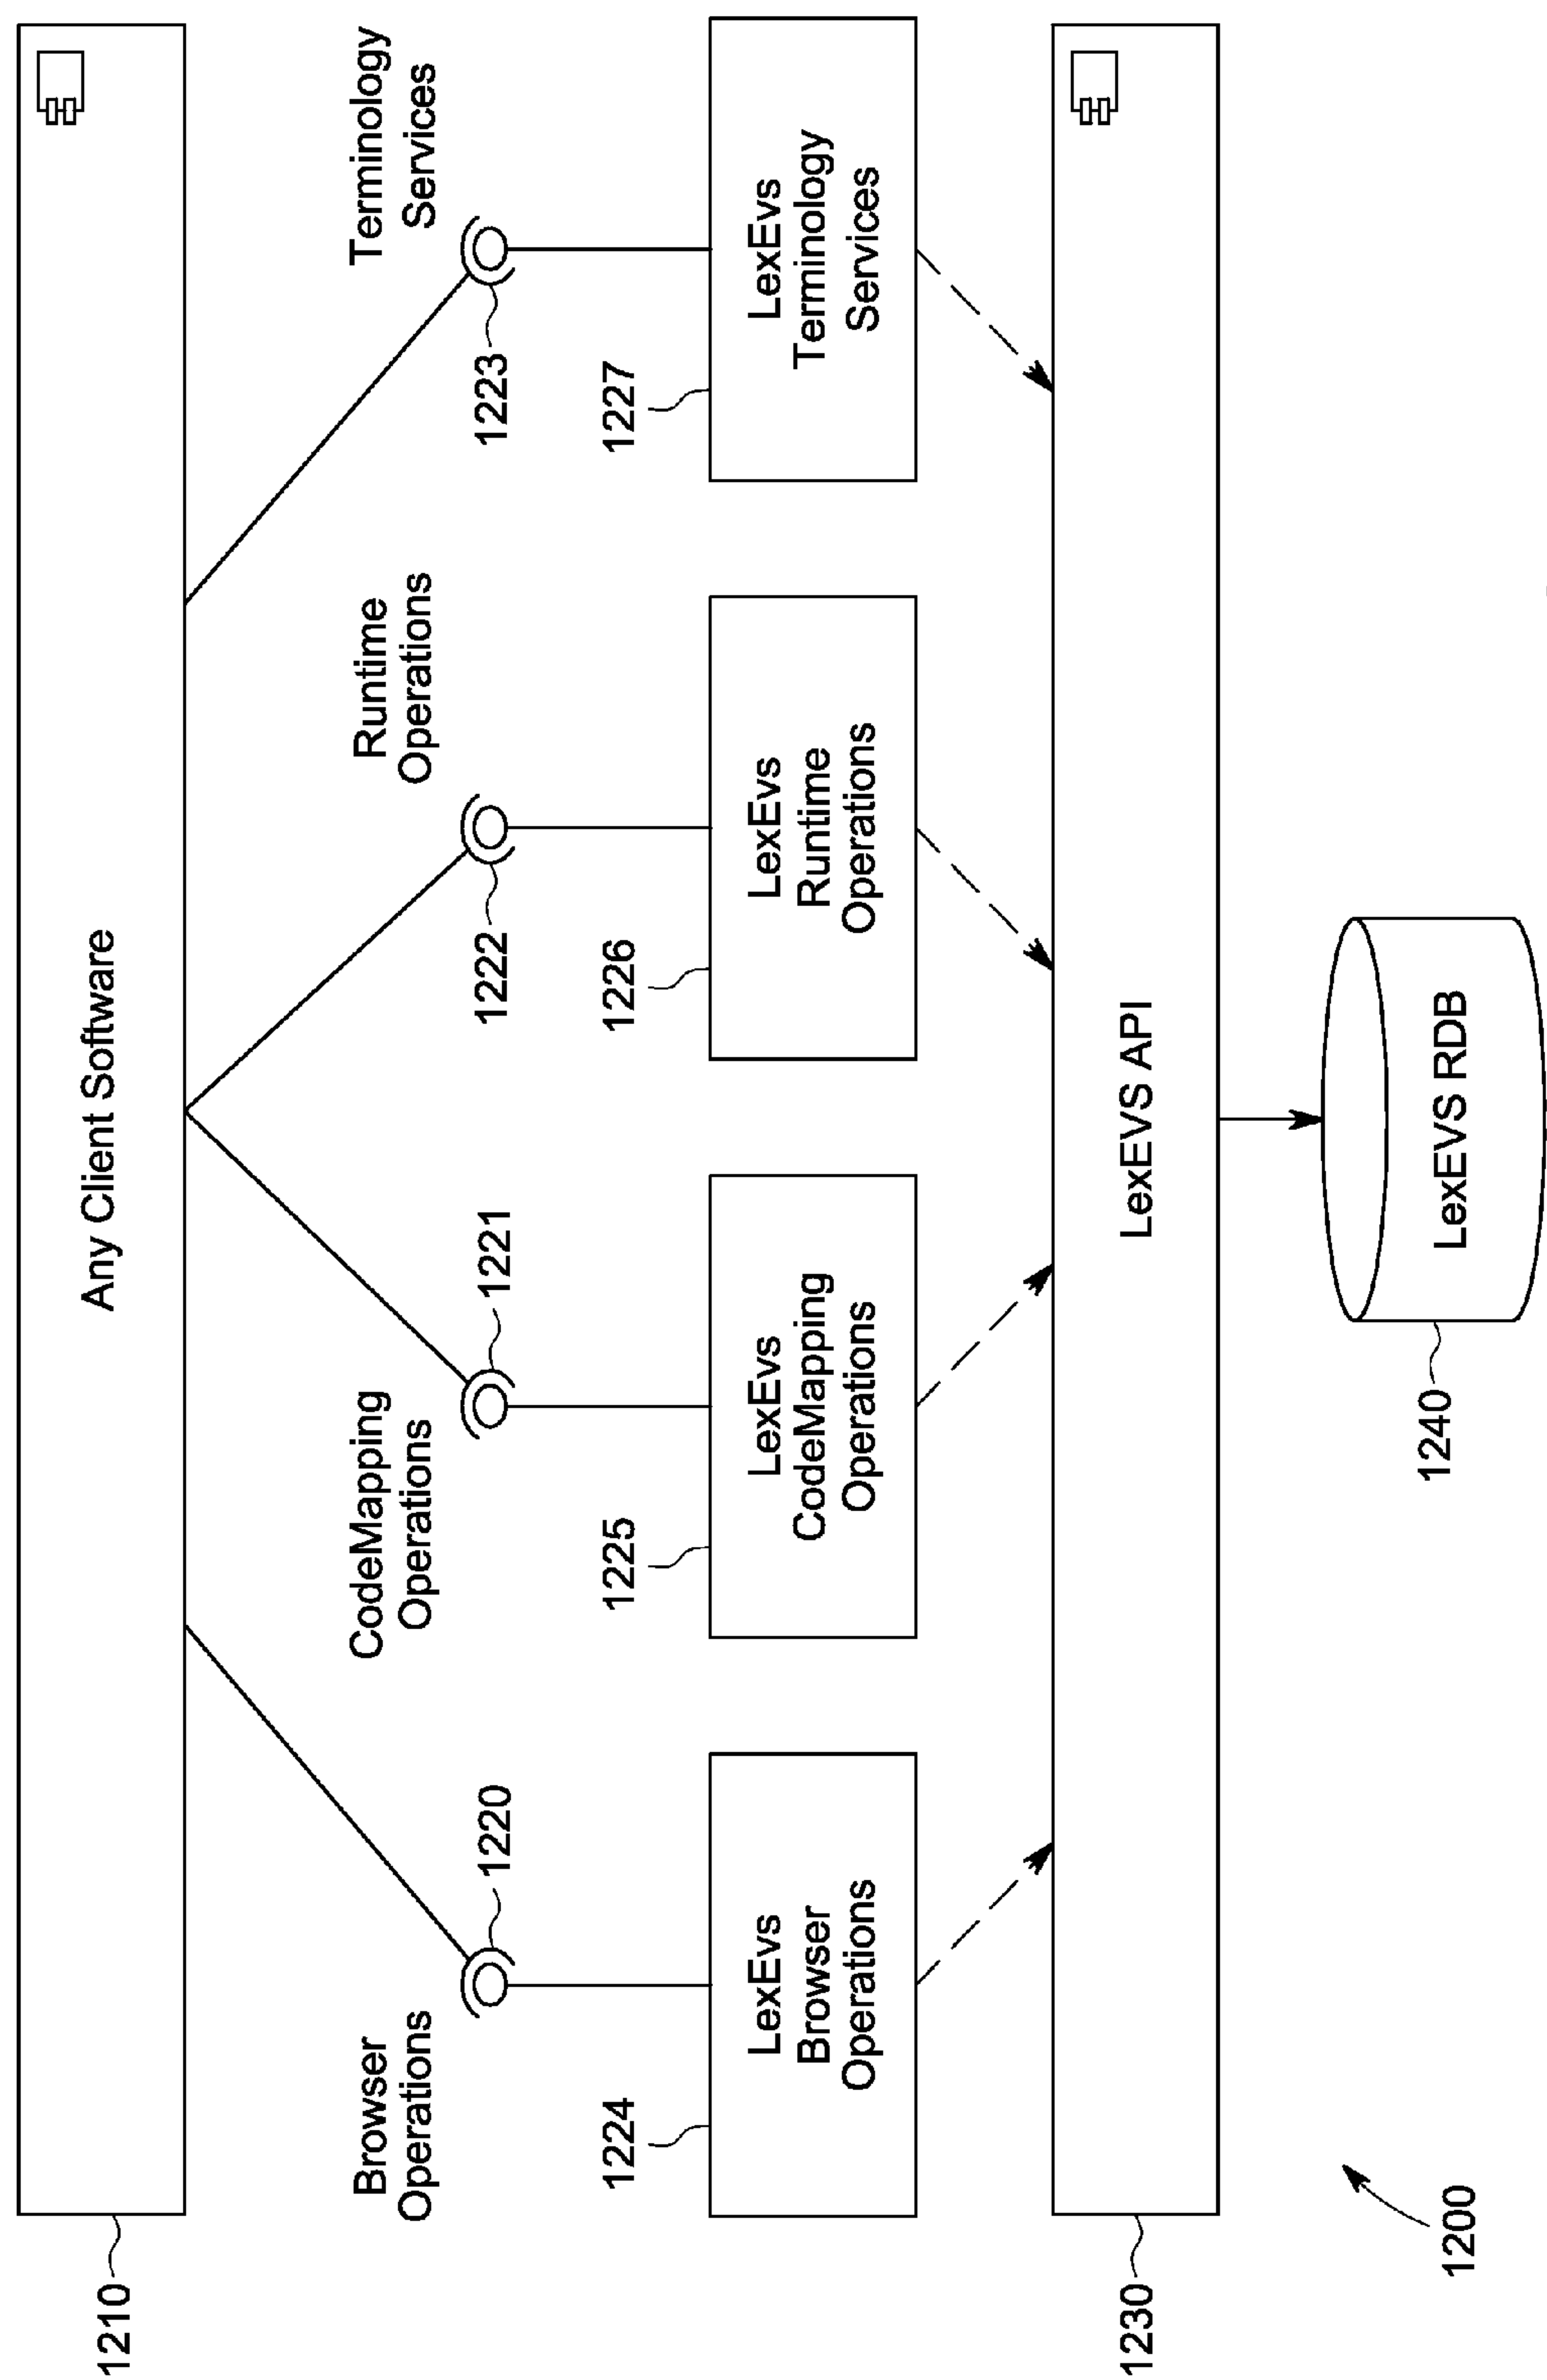 1210
Any Client Software
Browser
Operations
CodeMapping
Operations
Runtime
Operations
Terminology
Services
1220
1221
1222
1223
1224
1225
1226
1227
LexEvs
Browser
Operations
LexEvs
CodeMapping
Operations
LexEvs
Runtime
Operations
LexEvs
Terminology
Services
1230
LexEVS API
1240
LexEVS RDB
1200